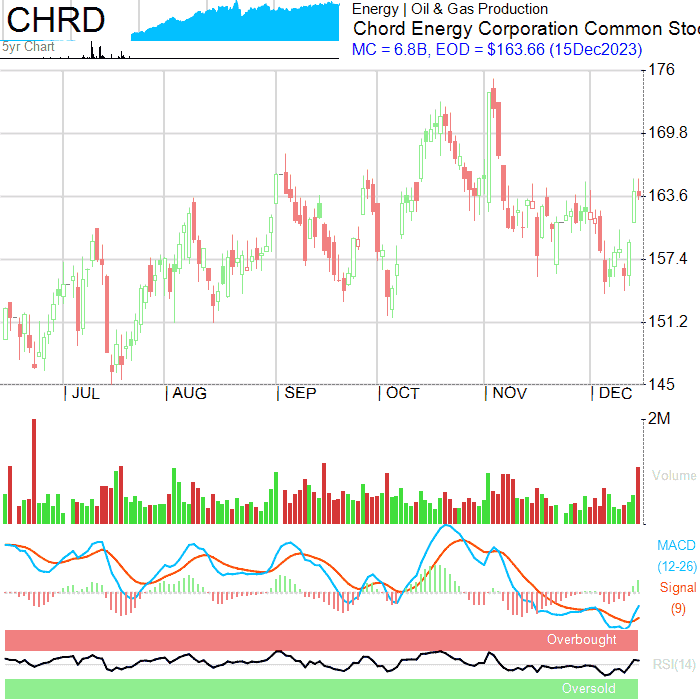 CHRD
5yr Chart
Energy | Oil & Gas Production
Chord Energy Corporation Common Stoc
MC = 6.8B, EOD = $163.66 (15Dec2023)
176
169.8
163.6
157.4
151.2
145
| JUL | AUG | SEP | OCT | NOV | DEC
2M
Volume
MACD
(12-26)
Signal
(9)
Overbought
RSI(14)
Oversold